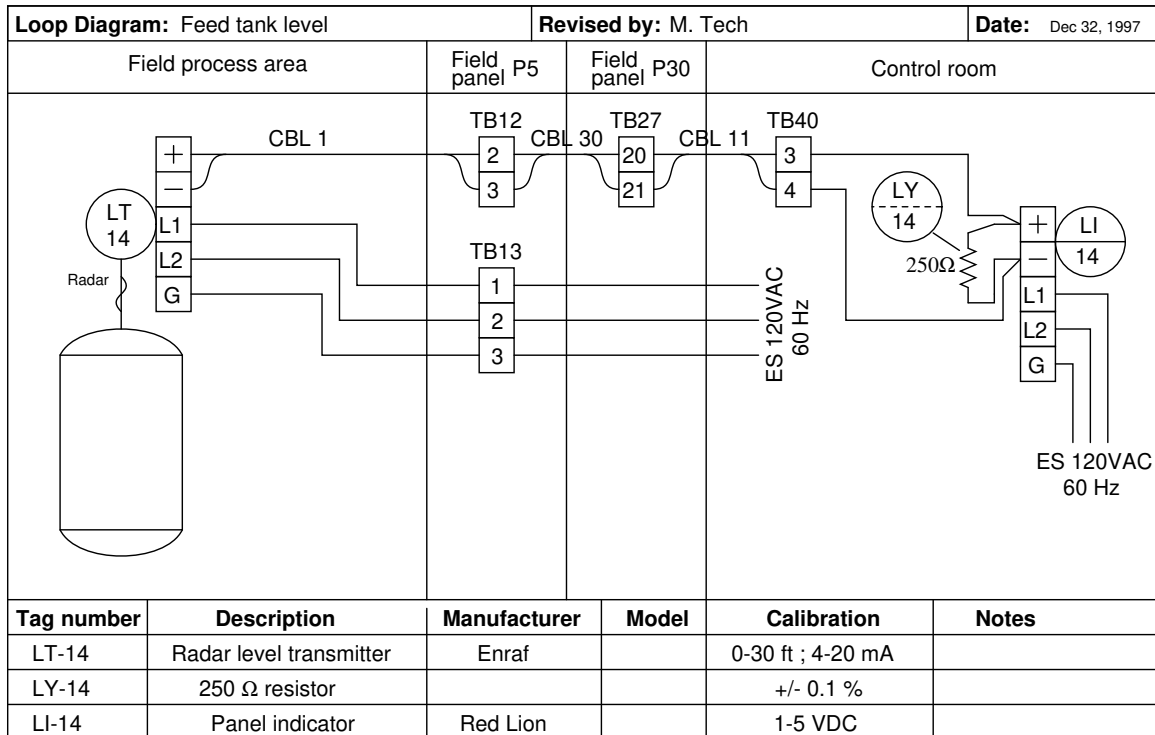 Loop Diagram: Feed tank level Revised by: M. Tech Date: Dec 32, 1997
Field process area
Field panel P5
Field panel P30
Control room
TB12 TB27 TB40
CBL 1 CBL 30 CBL 11
+ 2 20 3
− 3 21 4
LT
14
L1
L2
G
Radar
TB13
1
2
3
ES 120VAC
60 Hz
LY
14
250Ω
+
−
L1
L2
G
LI
14
ES 120VAC
60 Hz
Tag number Description Manufacturer Model Calibration Notes
LT-14 Radar level transmitter Enraf 0-30 ft ; 4-20 mA
LY-14 250 Ω resistor +/- 0.1 %
LI-14 Panel indicator Red Lion 1-5 VDC